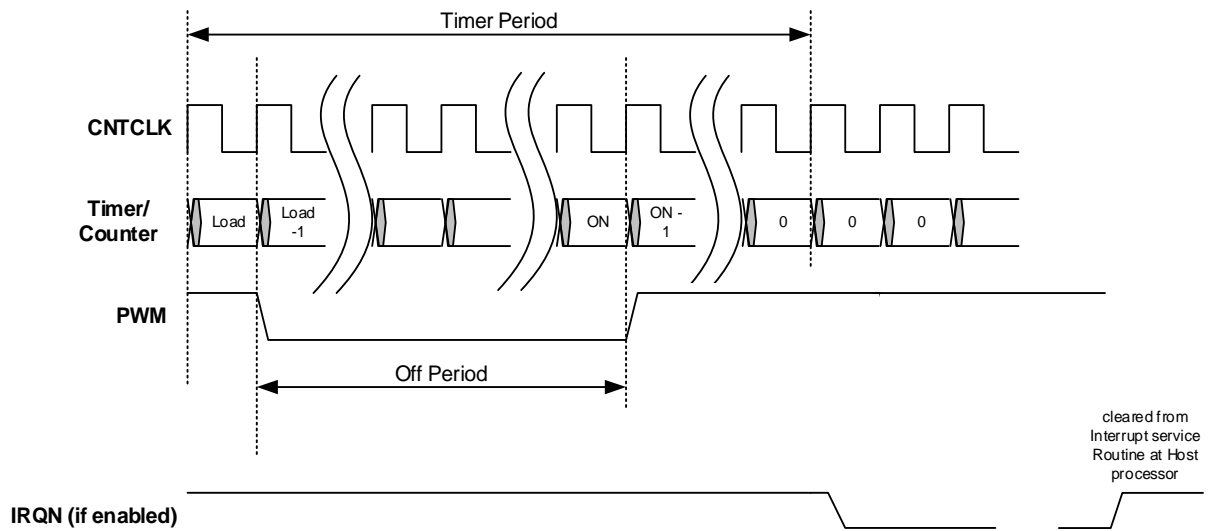 Timer Period
CNTCLK
Timer/
Counter
Load
Load
-1
ON
ON -
1
0
0
0
PWM
Off Period
cleared from
Interrupt service
Routine at Host
processor
IRQN (if enabled)